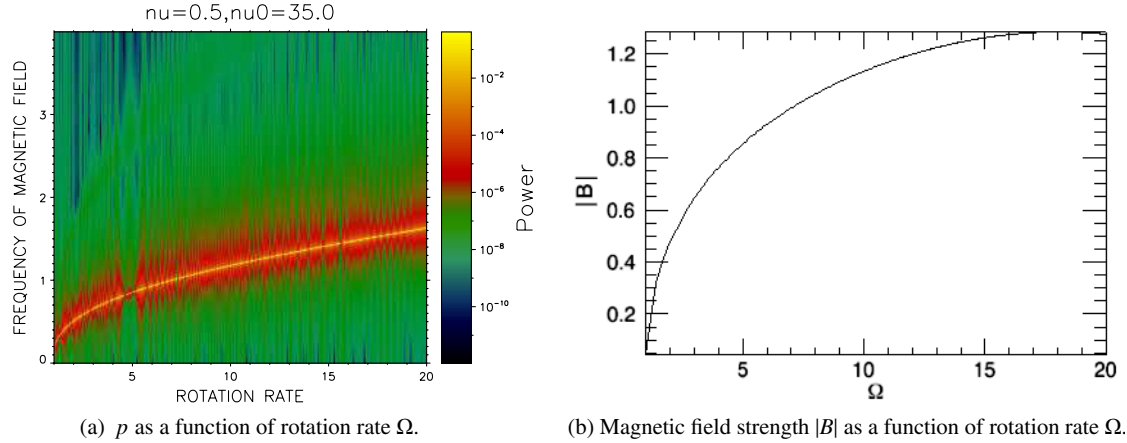 nu=0.5,nu0=35.0
FREQUENCY OF MAGNETIC FIELD
3
2
1
0
5
10
15
20
ROTATION RATE
10⁻²
10⁻⁴
10⁻⁶
10⁻⁸
10⁻¹⁰
Power
(a) p as a function of rotation rate Ω.
|B|
1.2
1.0
0.8
0.6
0.4
0.2
5
10
15
20
Ω
(b) Magnetic field strength |B| as a function of rotation rate Ω.